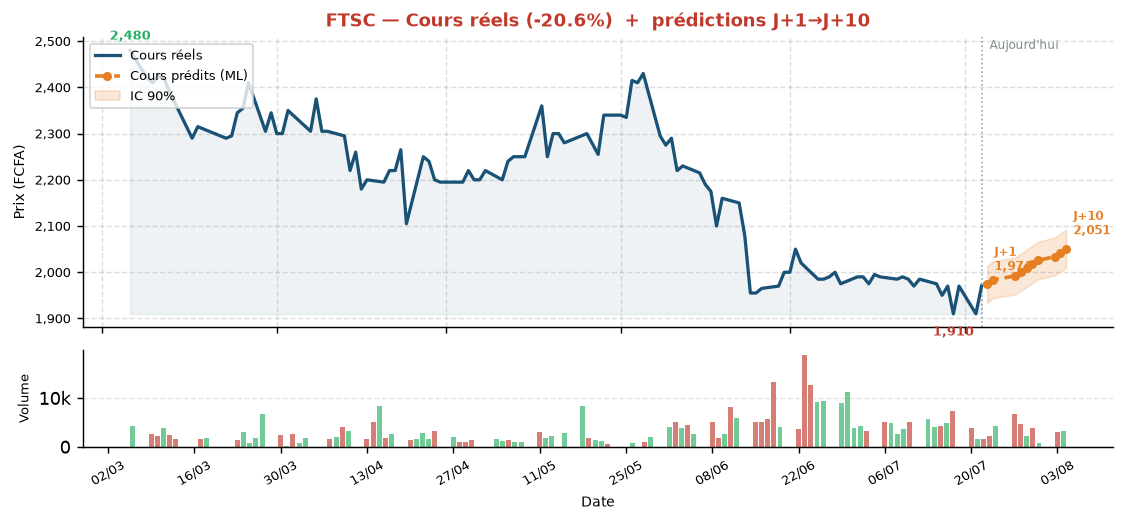 FTSC — Cours réels (-20.6%)  +  prédictions J+1→J+10
2,480
Aujourd'hui
Cours réels
Cours prédits (ML)
IC 90%
2,500
2,400
2,300
2,200
2,100
2,000
1,900
Prix (FCFA)
J+10
2,051
J+1
1,97
1,910
Volume
10k
0
02/03
16/03
30/03
13/04
27/04
11/05
25/05
08/06
22/06
06/07
20/07
03/08
Date